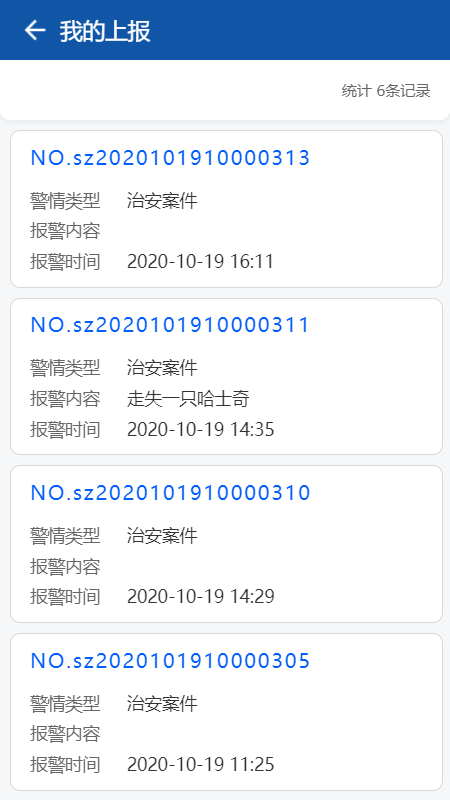 我的上报
统计 6条记录
NO.sz2020101910000313
警情类型 治安案件
报警内容
报警时间 2020-10-19 16:11
NO.sz2020101910000311
警情类型 治安案件
报警内容 走失一只哈士奇
报警时间 2020-10-19 14:35
NO.sz2020101910000310
警情类型 治安案件
报警内容
报警时间 2020-10-19 14:29
NO.sz2020101910000305
警情类型 治安案件
报警内容
报警时间 2020-10-19 11:25